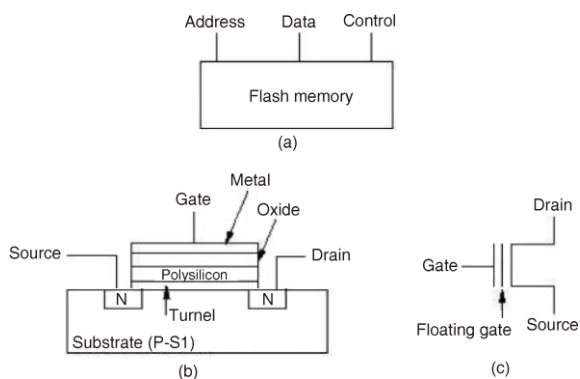 Address Data Control
Flash memory
(a)
Metal
Gate
Oxide
Source
Polysilicon
Drain
N
N
Turnel
Substrate (P-S1)
(b)
Drain
Gate
Floating gate
Source
(c)